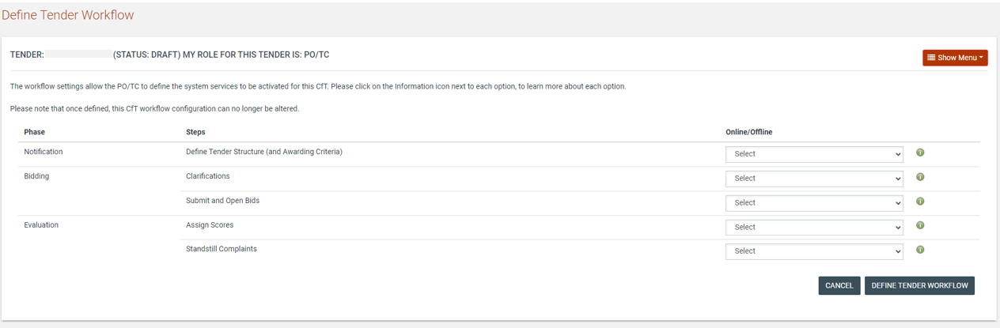 Define Tender Workflow
TENDER: (STATUS: DRAFT) MY ROLE FOR THIS TENDER IS: PO/TC
Show Menu
The workflow settings allow the PO/TC to define the system services to be activated for this CfT. Please click on the Information icon next to each option, to learn more about each option.
Please note that once defined, this CfT workflow configuration can no longer be altered.
Phase Steps Online/Offline
Notification Define Tender Structure (and Awarding Criteria) Select
Bidding Clarifications Select
Submit and Open Bids Select
Evaluation Assign Scores Select
Standstill Complaints Select
CANCEL DEFINE TENDER WORKFLOW